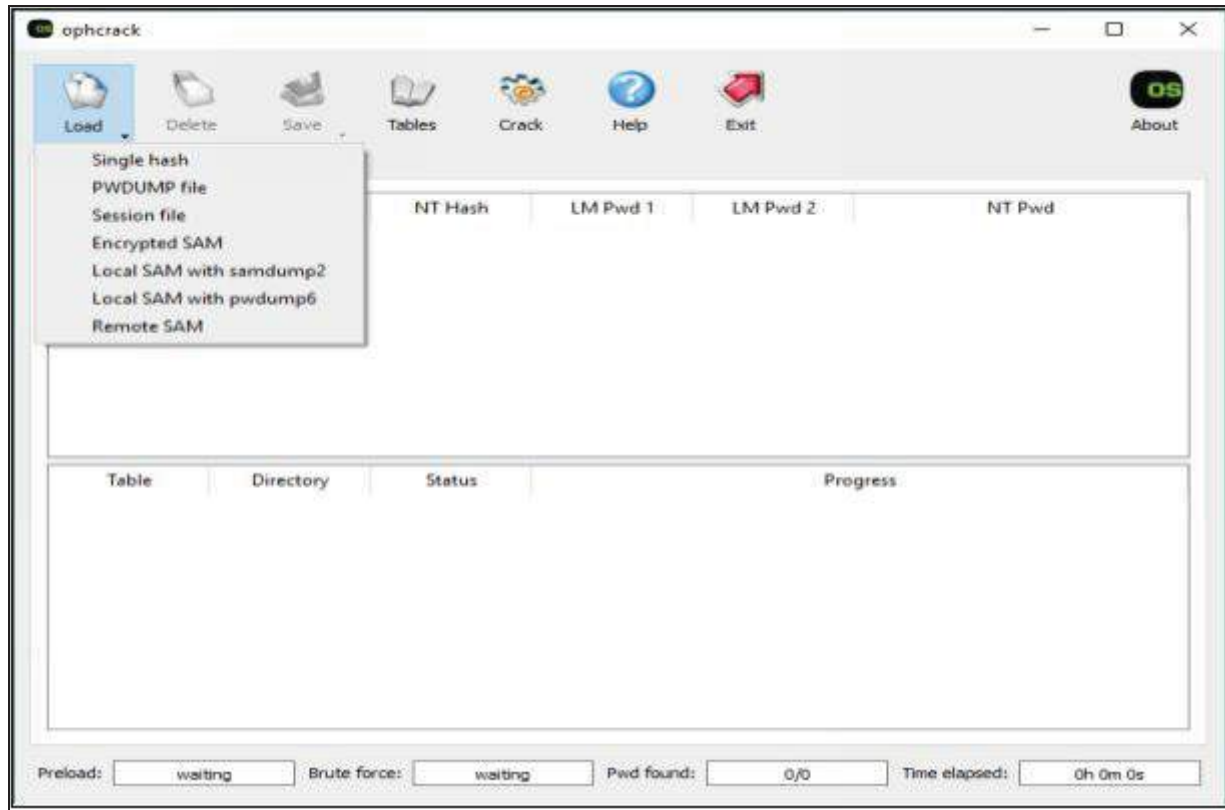 OS ophcrack
Load Delete Save Tables Crack Help Exit OS About
Single hash
PWDUMP file
Session file
Encrypted SAM
Local SAM with samdump2
Local SAM with pwdump6
Remote SAM
NT Hash LM Pwd 1 LM Pwd 2 NT Pwd
Table Directory Status Progress
Preload: waiting Brute force: waiting Pwd found: 0/0 Time elapsed: 0h 0m 0s